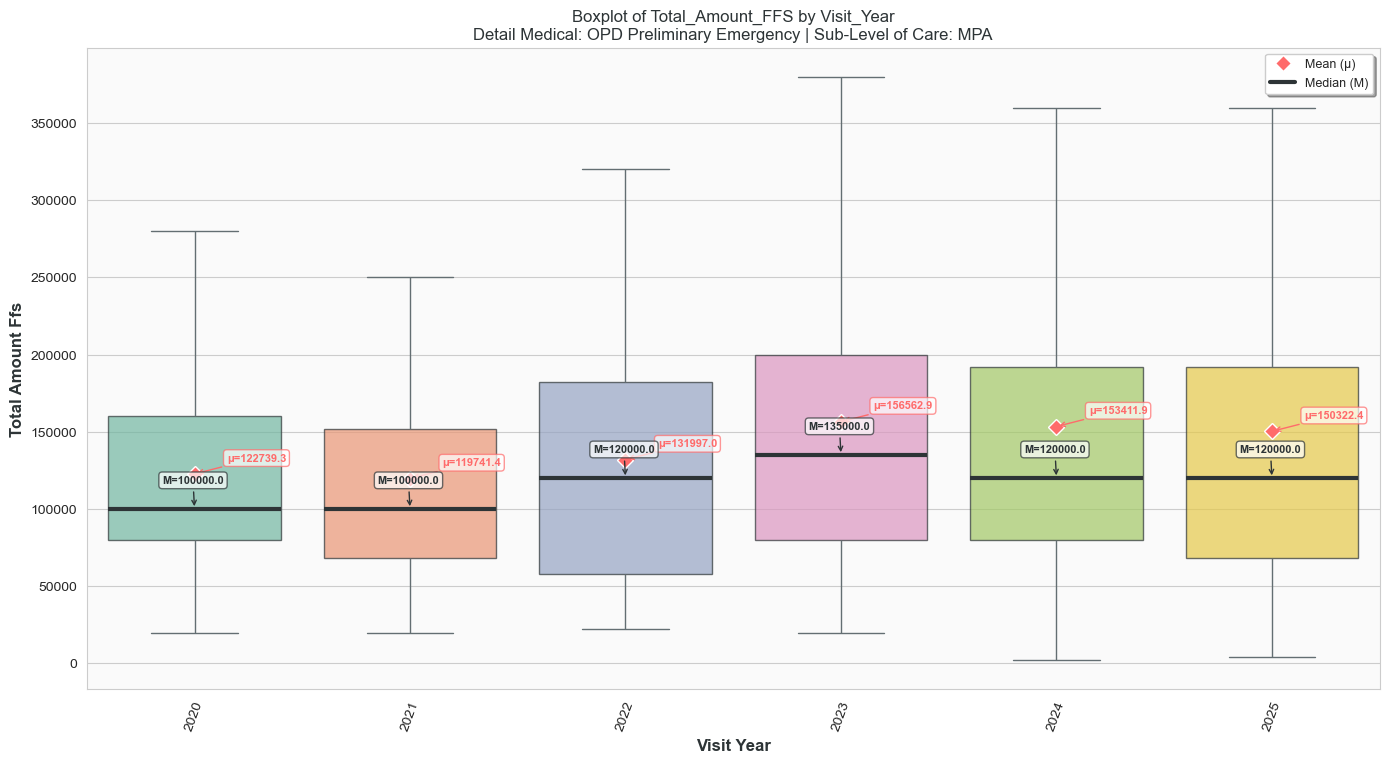 Boxplot of Total_Amount_FFS by Visit_Year
Detail Medical: OPD Preliminary Emergency | Sub-Level of Care: MPA
Mean (μ)
Median (M)
Total Amount Ffs
350000
300000
250000
200000
150000
100000
50000
0
μ=122739.3
M=100000.0
μ=119741.4
M=100000.0
μ=131997.0
M=120000.0
μ=156562.9
M=135000.0
μ=153411.9
M=120000.0
μ=150322.4
M=120000.0
2020
2021
2022
2023
2024
2025
Visit Year